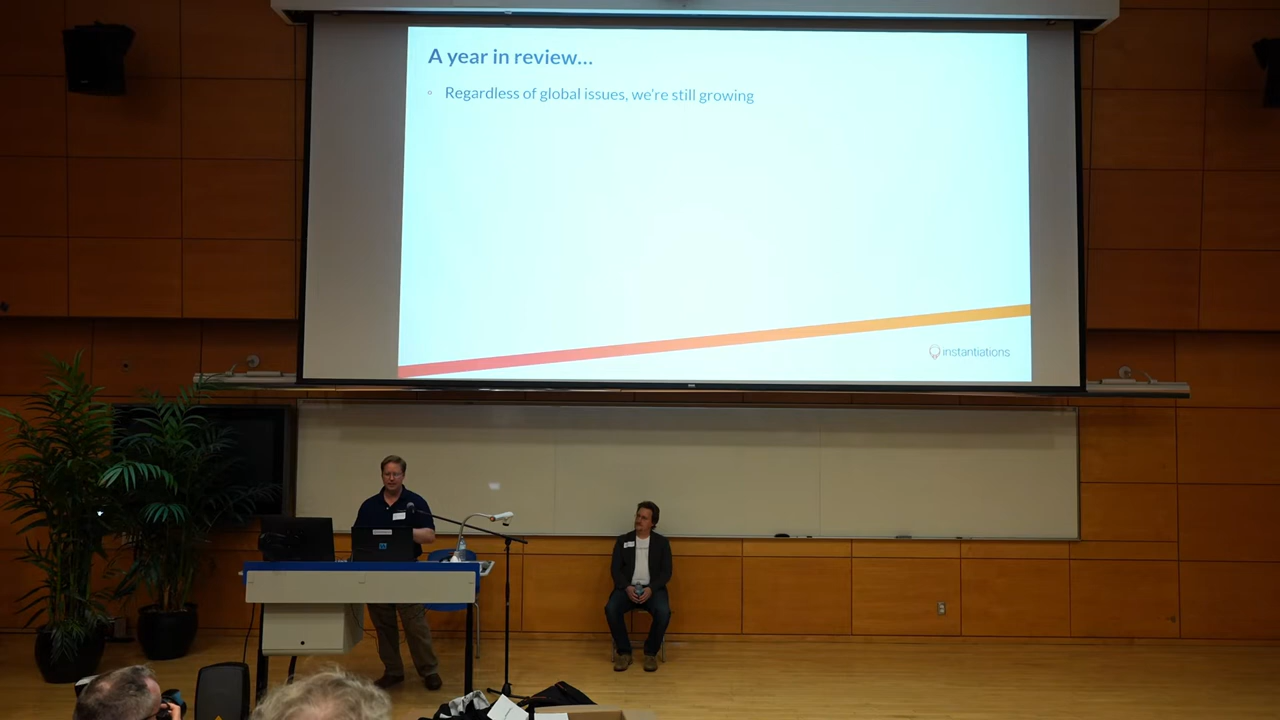 A year in review...
Regardless of global issues, we're still growing
instantiations